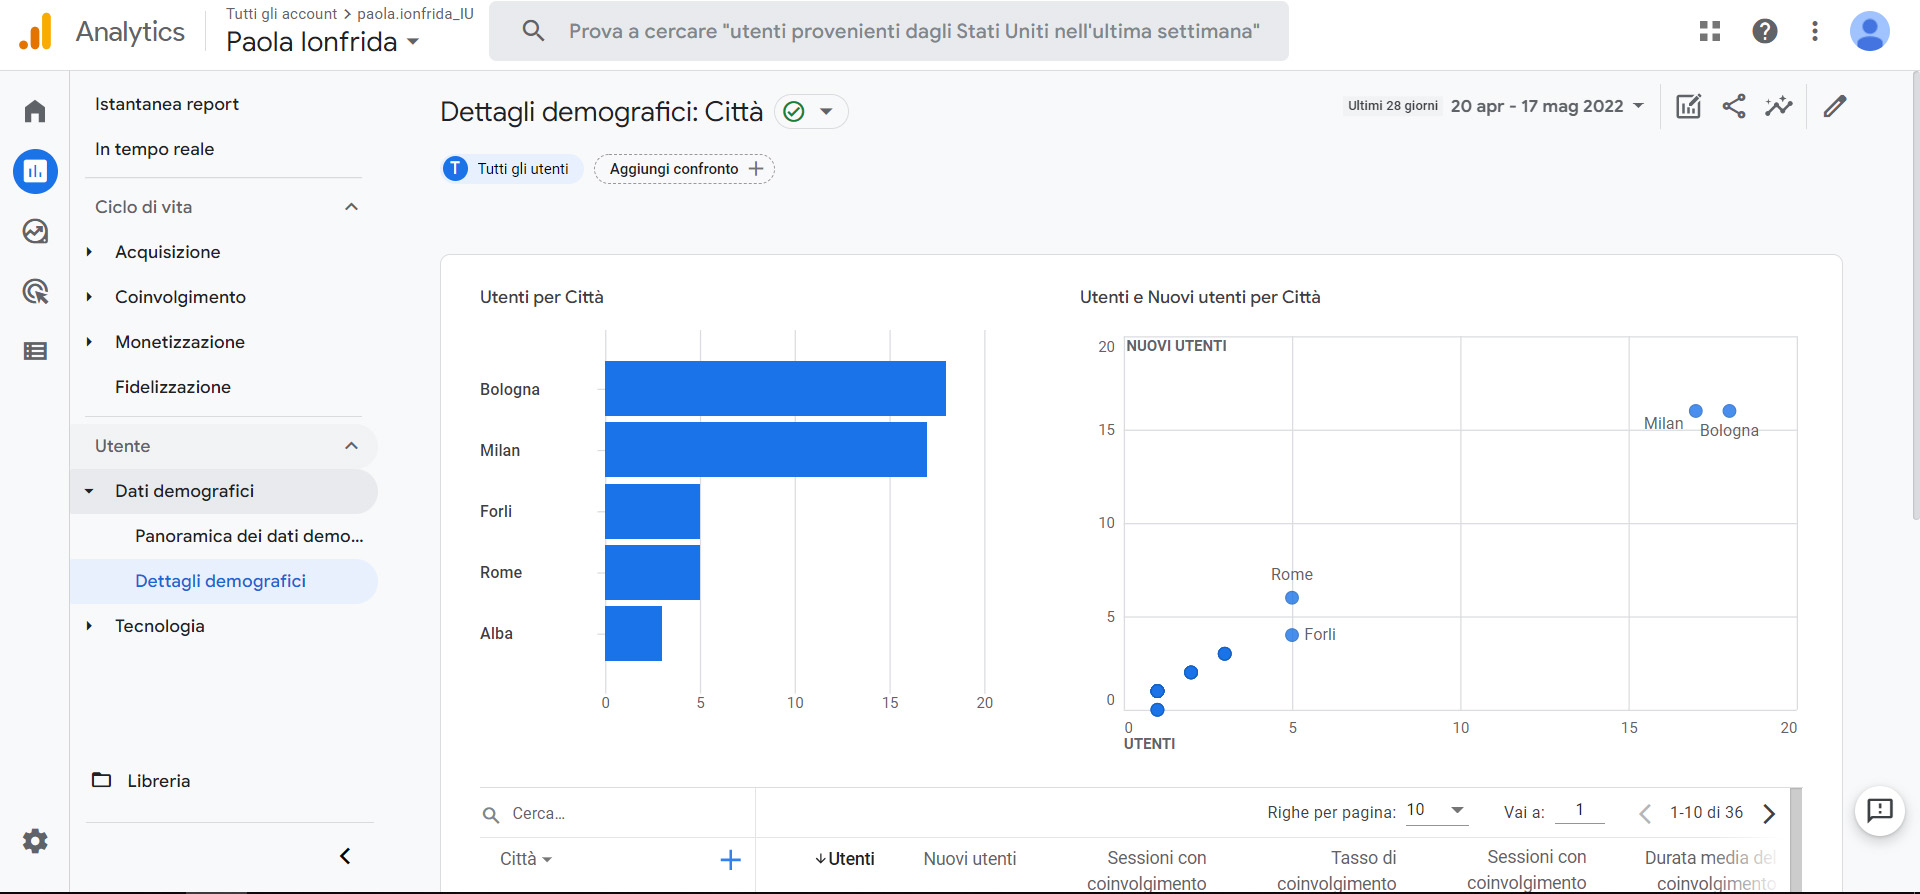 Analytics
Tutti gli account > paola.ionfrida_IU
Paola Ionfrida
Prova a cercare "utenti provenienti dagli Stati Uniti nell'ultima settimana"
Istantanea report
In tempo reale
Ciclo di vita
Acquisizione
Coinvolgimento
Monetizzazione
Fidelizzazione
Utente
Dati demografici
Panoramica dei dati demo...
Dettagli demografici
Tecnologia
Libreria
Dettagli demografici: Città
Ultimi 28 giorni 20 apr - 17 mag 2022
T Tutti gli utenti
Aggiungi confronto
Utenti per Città
Bologna
Milan
Forli
Rome
Alba
0 5 10 15 20
Utenti e Nuovi utenti per Città
20 NUOVI UTENTI
Milan
Bologna
15
10
Rome
5
Forli
0
0 5 10 15 20
UTENTI
Cerca...
Righe per pagina: 10 Vai a: 1 1-10 di 36
Città
Utenti
Nuovi utenti
Sessioni con
coinvolgimento
Tasso di
coinvolgimento
Sessioni con
coinvolgimento
Durata media del
coinvolgimento